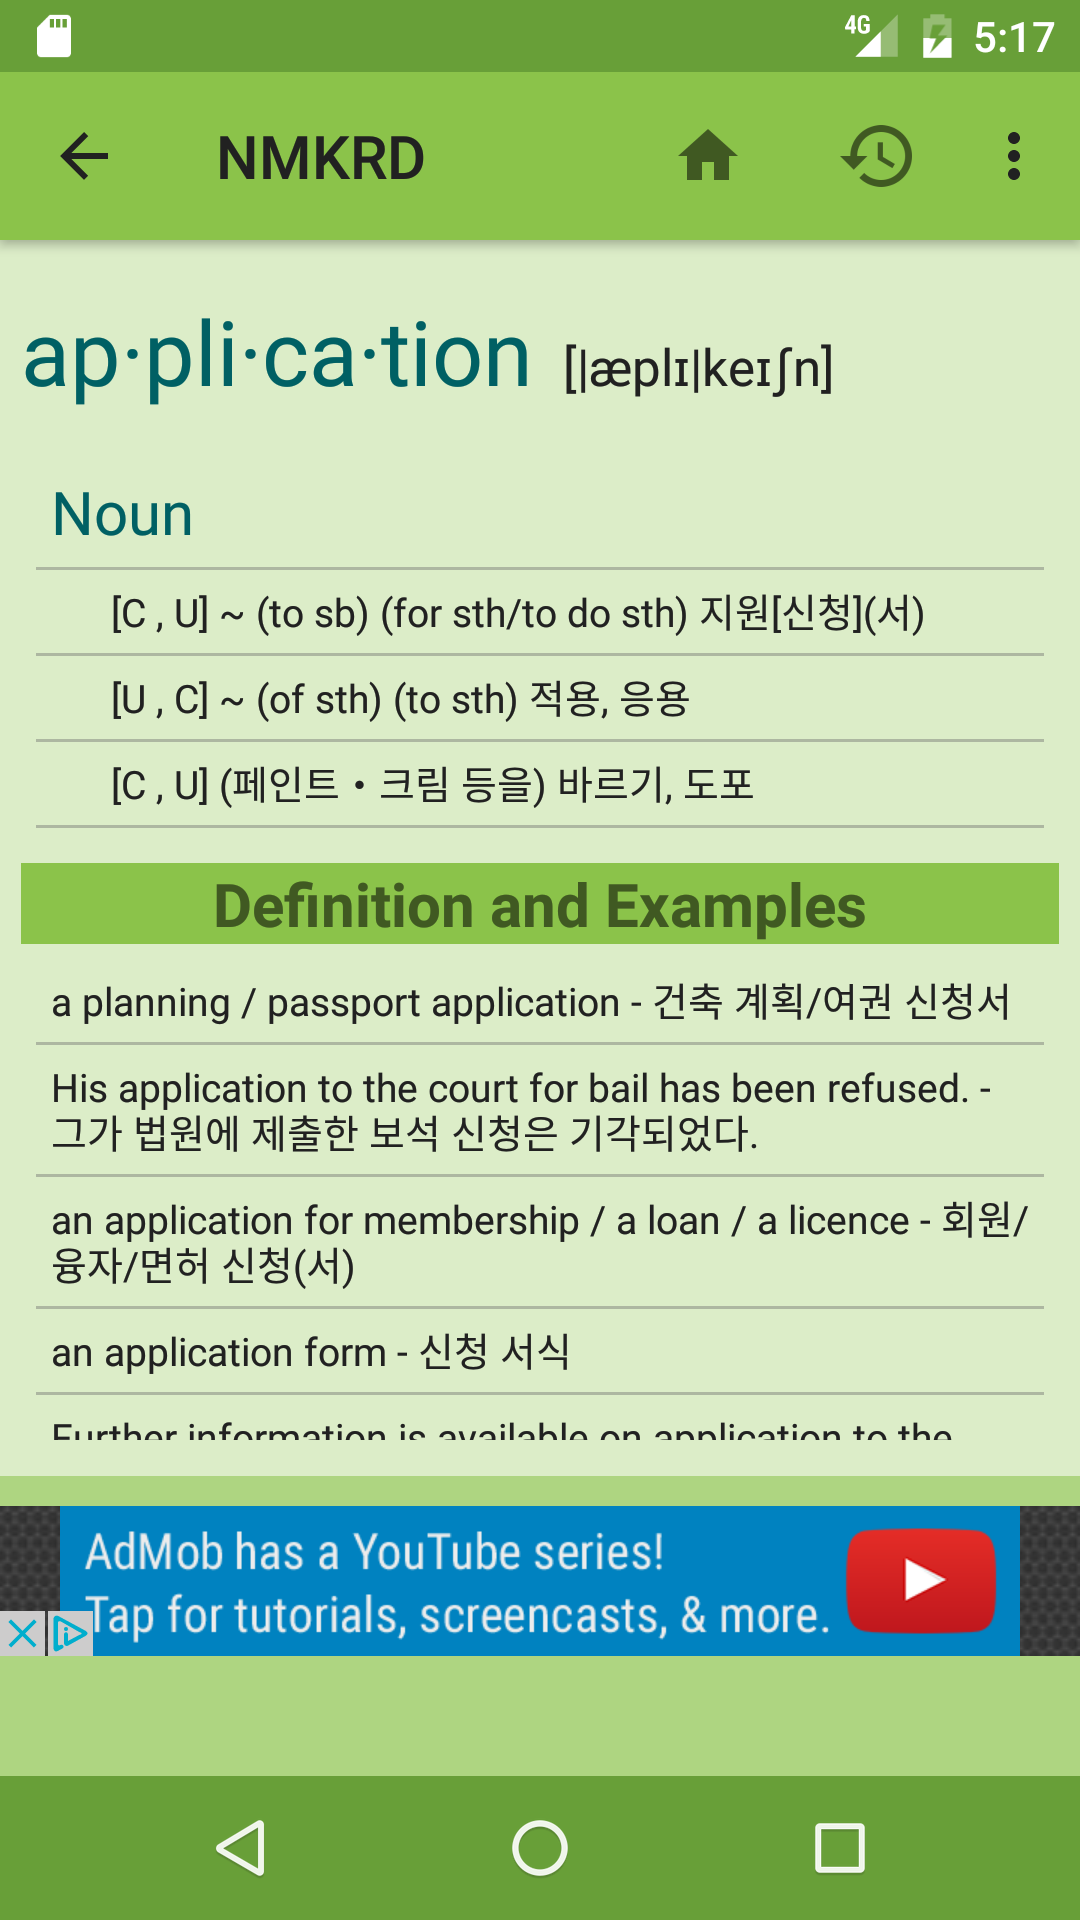 4G 5:17
NMKRD
ap·pli·ca·tion [|æplɪ|keɪʃn]
Noun
[C , U] ~ (to sb) (for sth/to do sth) 지원[신청](서)
[U , C] ~ (of sth) (to sth) 적용, 응용
[C , U] (페인트・크림 등을) 바르기, 도포
Definition and Examples
a planning / passport application - 건축 계획/여권 신청서
His application to the court for bail has been refused. -
그가 법원에 제출한 보석 신청은 기각되었다.
an application for membership / a loan / a licence - 회원/
융자/면허 신청(서)
an application form - 신청 서식
Further information is available on application to the
AdMob has a YouTube series!
Tap for tutorials, screencasts, & more.